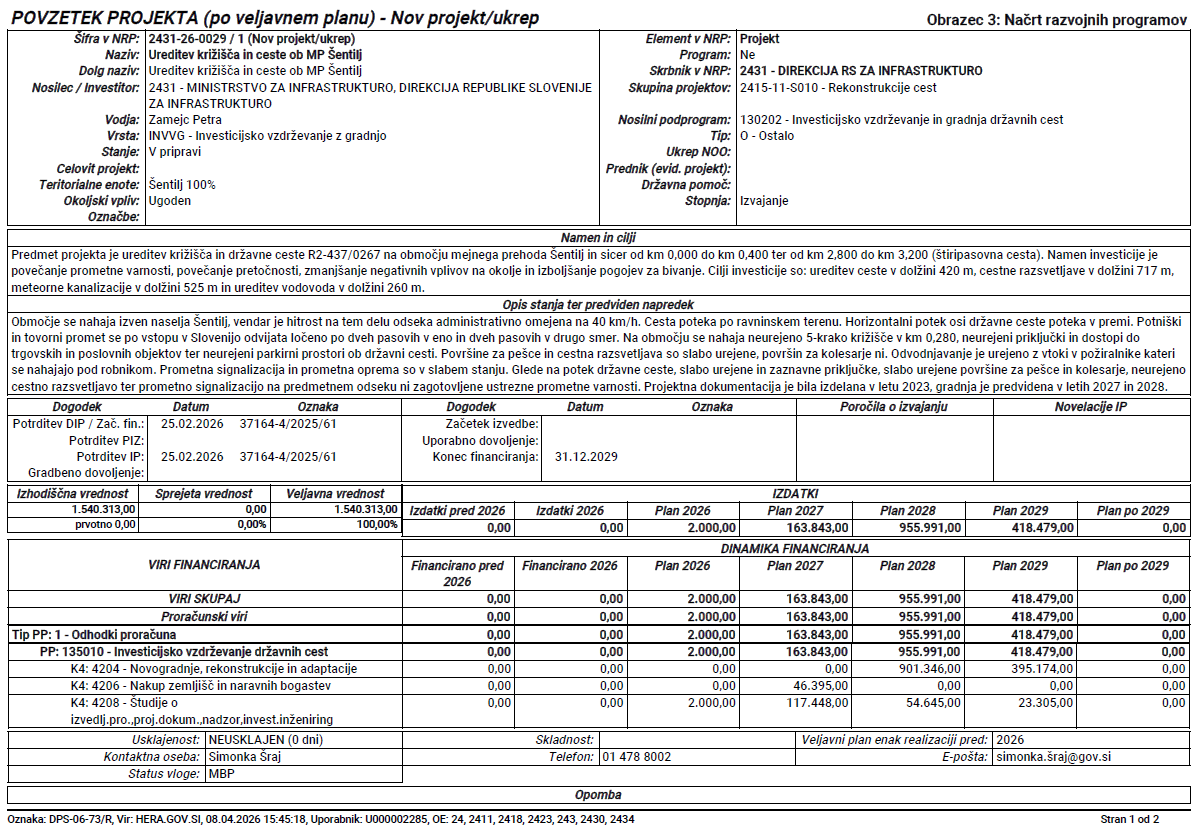 POVZETEK PROJEKTA (po veljavnem planu) - Nov projekt/ukrep
Obrazec 3: Načrt razvojnih programov
Šifra v NRP: 2431-26-0029 / 1 (Nov projekt/ukrep)
Naziv: Ureditev križišča in ceste ob MP Šentilj
Dolg naziv: Ureditev križišča in ceste ob MP Šentilj
Nosilec / Investitor: 2431 - MINISTRSTVO ZA INFRASTRUKTURO, DIREKCIJA REPUBLIKE SLOVENIJE
ZA INFRASTRUKTURO
Vodja: Zamejc Petra
Vrsta: INVVG - Investicijsko vzdrževanje z gradnjo
Stanje: V pripravi
Celovit projekt:
Teritorialne enote: Šentilj 100%
Okoljski vpliv: Ugoden
Označbe:
Element v NRP: Projekt
Program: Ne
Skrbnik v NRP: 2431 - DIREKCIJA RS ZA INFRASTRUKTURO
Skupina projektov: 2415-11-S010 - Rekonstrukcije cest
Nosilni podprogram: 130202 - Investicijsko vzdrževanje in gradnja državnih cest
Tip: O - Ostalo
Ukrep NOO:
Prednik (evid. projekt):
Državna pomoč:
Stopnja: Izvajanje
Namen in cilji
Predmet projekta je ureditev križišča in državne ceste R2-437/0267 na območju mejnega prehoda Šentilj in sicer od km 0,000 do km 0,400 ter od km 2,800 do km 3,200 (štiripasovna cesta). Namen investicije je
povečanje prometne varnosti, povečanje pretočnosti, zmanjšanje negativnih vplivov na okolje in izboljšanje pogojev za bivanje. Cilji investicije so: ureditev ceste v dolžini 420 m, cestne razsvetljave v dolžini 717 m,
meteorne kanalizacije v dolžini 525 m in ureditev vodovoda v dolžini 260 m.
Opis stanja ter predviden napredek
Območje se nahaja izven naselja Šentilj, vendar je hitrost na tem delu odseka administrativno omejena na 40 km/h. Cesta poteka po ravninskem terenu. Horizontalni potek osi državne ceste poteka v premi. Potniški
in tovorni promet se po vstopu v Slovenijo odvijata ločeno po dveh pasovih v eno in dveh pasovih v drugo smer. Na območju se nahaja neurejeno 5-krako križišče v km 0,280, neurejeni priključki in dostopi do
trgovskih in poslovnih objektov ter neurejeni parkirni prostori ob državni cesti. Površine za pešce in cestna razsvetljava so slabo urejene, površin za kolesarje ni. Odvodnjavanje je urejeno z vtoki v požiralnike kateri
se nahajajo pod robnikom. Prometna signalizacija in prometna oprema so v slabem stanju. Glede na potek državne ceste, slabo urejene in zaznavne priključke, slabo urejene površine za pešce in kolesarje, neurejeno
cestno razsvetljavo ter prometno signalizacijo na predmetnem odseku ni zagotovljene ustrezne prometne varnosti. Projektna dokumentacija je bila izdelana v letu 2023, gradnja je predvidena v letih 2027 in 2028.
Dogodek Datum Oznaka Dogodek Datum Oznaka Poročila o izvajanju Novelacije IP
Potrditev DIP / Zač. fin.: 25.02.2026 37164-4/2025/61 Začetek izvedbe:
Potrditev PIZ: Uporabno dovoljenje:
Potrditev IP: 25.02.2026 37164-4/2025/61 Konec financiranja: 31.12.2029
Gradbeno dovoljenje:
Izhodiščna vrednost Sprejeta vrednost Veljavna vrednost
1.540.313,00 0,00 1.540.313,00
prvotno 0,00 0,00% 100,00%
IZDATKI
Izdatki pred 2026 Izdatki 2026 Plan 2026 Plan 2027 Plan 2028 Plan 2029 Plan po 2029
0,00 0,00 2.000,00 163.843,00 955.991,00 418.479,00 0,00
VIRI FINANCIRANJA
DINAMIKA FINANCIRANJA
Financirano pred Financirano 2026 Plan 2026 Plan 2027 Plan 2028 Plan 2029 Plan po 2029
2026
VIRI SKUPAJ 0,00 0,00 2.000,00 163.843,00 955.991,00 418.479,00 0,00
Proračunski viri 0,00 0,00 2.000,00 163.843,00 955.991,00 418.479,00 0,00
Tip PP: 1 - Odhodki proračuna 0,00 0,00 2.000,00 163.843,00 955.991,00 418.479,00 0,00
PP: 135010 - Investicijsko vzdrževanje državnih cest 0,00 0,00 2.000,00 163.843,00 955.991,00 418.479,00 0,00
K4: 4204 - Novogradnje, rekonstrukcije in adaptacije 0,00 0,00 0,00 0,00 901.346,00 395.174,00 0,00
K4: 4206 - Nakup zemljišč in naravnih bogastev 0,00 0,00 0,00 46.395,00 0,00 0,00 0,00
K4: 4208 - Študije o 0,00 0,00 2.000,00 117.448,00 54.645,00 23.305,00 0,00
izvedlj.pro.,proj.dokum.,nadzor,invest.inženiring
Usklajenost: NEUSKLAJEN (0 dni) Skladnost: Veljavni plan enak realizaciji pred: 2026
Kontaktna oseba: Simonka Šraj Telefon: 01 478 8002 E-pošta: simonka.šraj@gov.si
Status vloge: MBP
Opomba
Oznaka: DPS-06-73/R, Vir: HERA.GOV.SI, 08.04.2026 15:45:18, Uporabnik: U000002285, OE: 24, 2411, 2418, 2423, 243, 2430, 2434
Stran 1 od 2